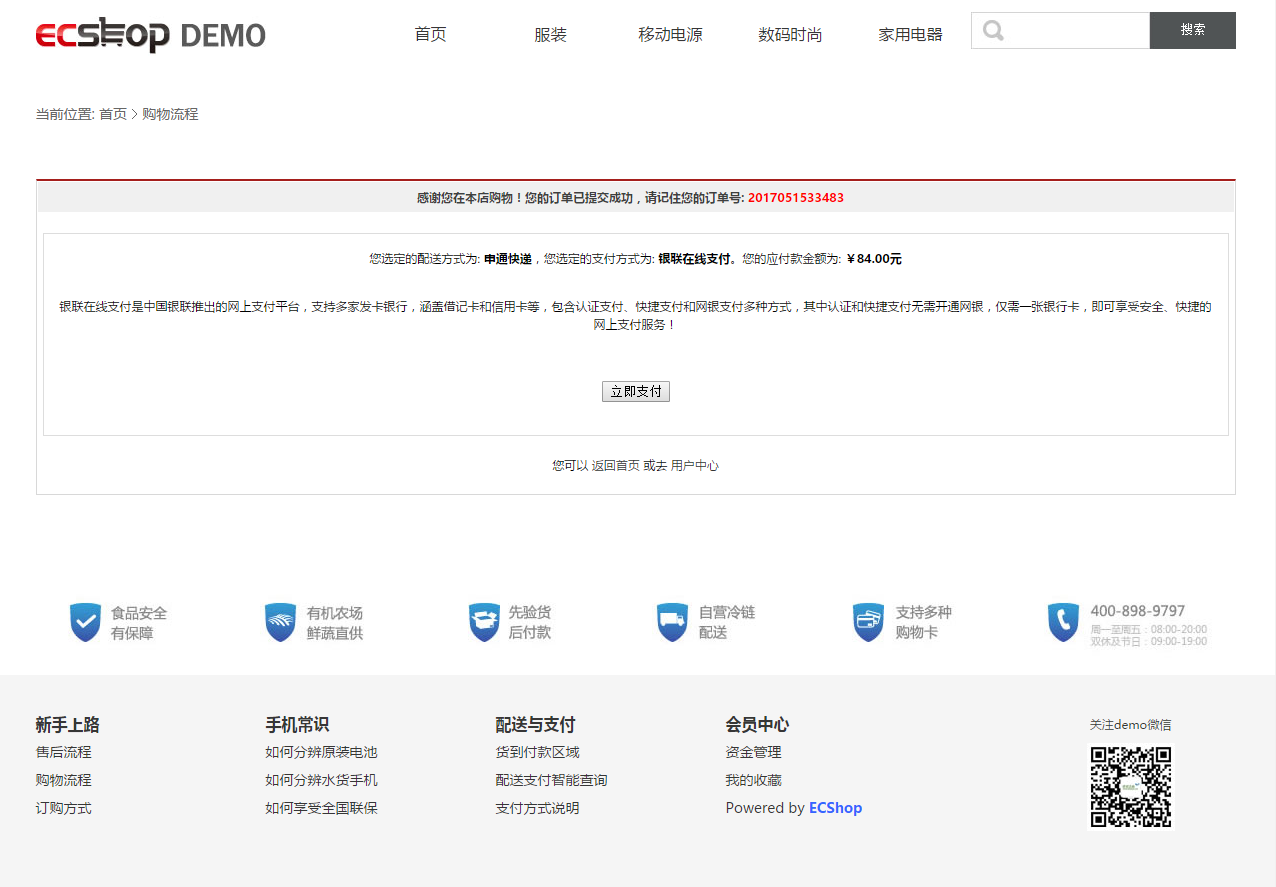 ECSHOP DEMO
首页 服装 移动电源 数码时尚 家用电器 搜索
当前位置: 首页 > 购物流程
感谢您在本店购物！您的订单已提交成功，请记住您的订单号: 2017051533483
您选定的配送方式为: 申通快递，您选定的支付方式为: 银联在线支付。您的应付款金额为: ￥84.00元
银联在线支付是中国银联推出的网上支付平台，支持多家发卡银行，涵盖借记卡和信用卡等，包含认证支付、快捷支付和网银支付多种方式，其中认证和快捷支付无需开通网银，仅需一张银行卡，即可享受安全、快捷的
网上支付服务！
立即支付
您可以 返回首页 或去 用户中心
食品安全
有保障
有机农场
鲜蔬直供
先验货
后付款
自营冷链
配送
支持多种
购物卡
400-898-9797
周一至周五：08:00-20:00
双休及节日：09:00-19:00
新手上路
售后流程
购物流程
订购方式
手机常识
如何分辨原装电池
如何分辨水货手机
如何享受全国联保
配送与支付
货到付款区域
配送支付智能查询
支付方式说明
会员中心
资金管理
我的收藏
Powered by ECShop
关注demo微信